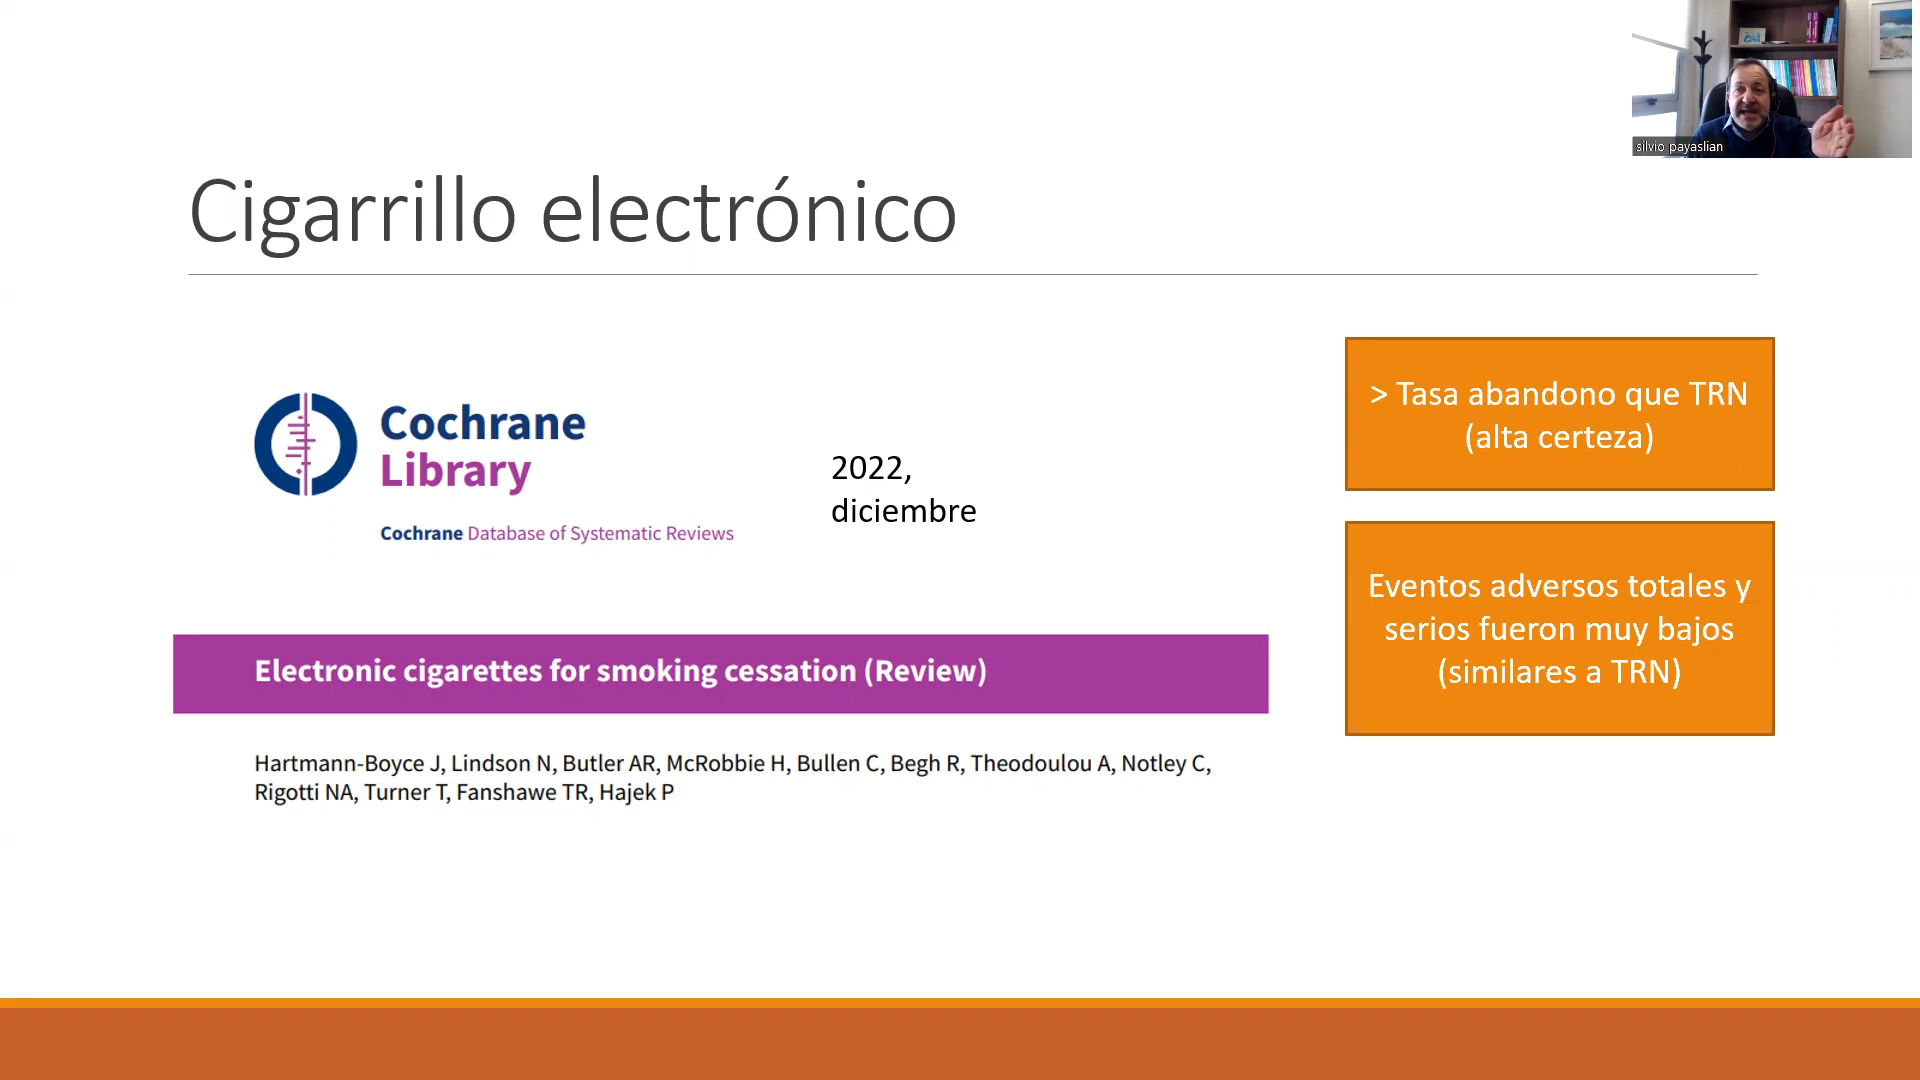 silvio payaslian
Cigarrillo electrónico
Cochrane
Library
Cochrane Database of Systematic Reviews
2022,
diciembre
> Tasa abandono que TRN
(alta certeza)
Eventos adversos totales y
serios fueron muy bajos
(similares a TRN)
Electronic cigarettes for smoking cessation (Review)
Hartmann-Boyce J, Lindson N, Butler AR, McRobbie H, Bullen C, Begh R, Theodoulou A, Notley C,
Rigotti NA, Turner T, Fanshawe TR, Hajek P